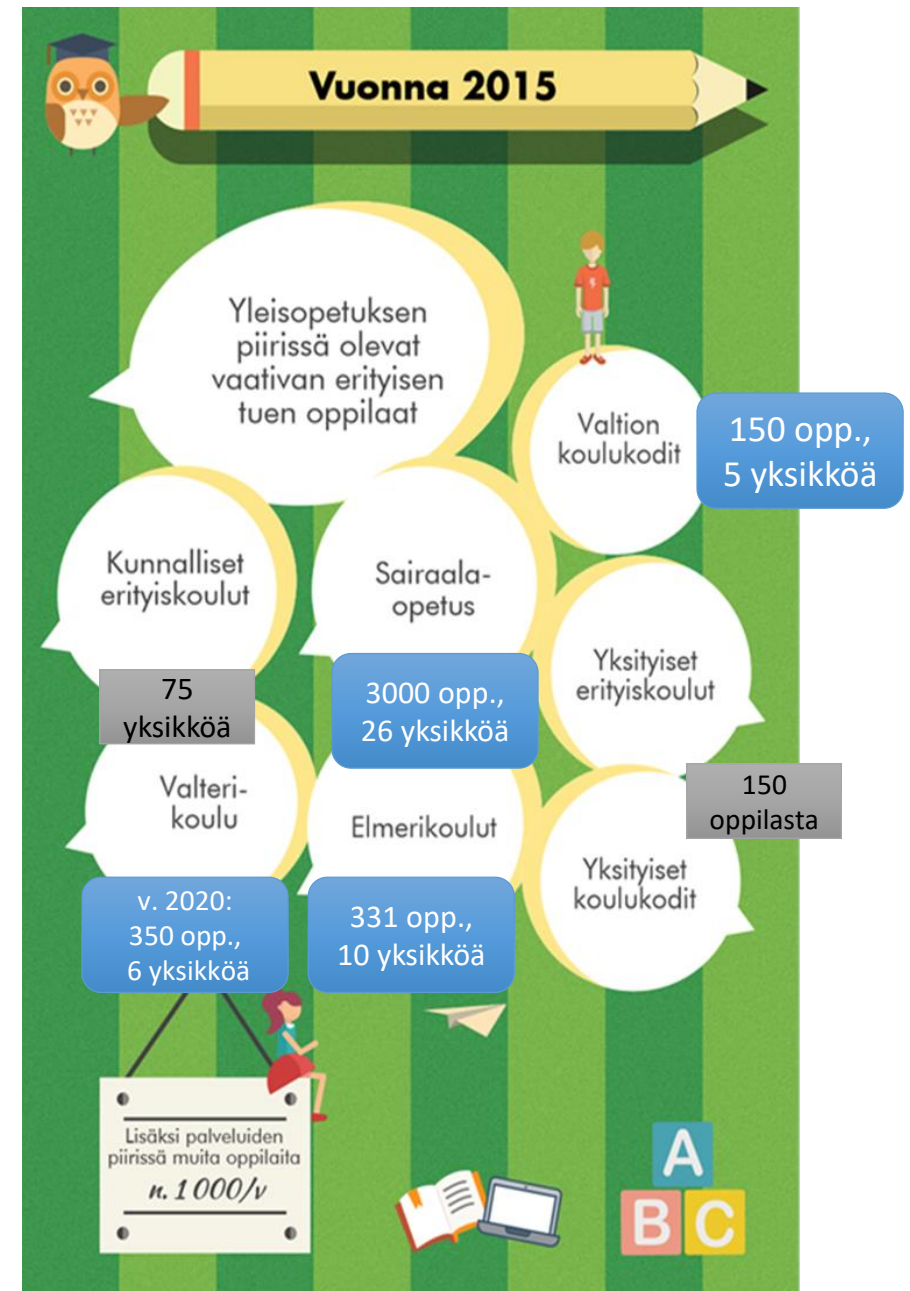 Vuonna 2015
Yleisopetuksen
piirissä olevat
vaativan erityisen
tuen oppilaat
Valtion
koulukodit
150 opp.,
5 yksikköä
Kunnalliset
erityiskoulut
75
yksikköä
Sairaala-
opetus
3000 opp.,
26 yksikköä
Yksityiset
erityiskoulut
150
oppilasta
Valteri-
koulu
v. 2020:
350 opp.,
6 yksikköä
Elmerikoulut
331 opp.,
10 yksikköä
Yksityiset
koulukodit
Lisäksi palveluiden
piirissä muita oppilaita
n. 1 000/v
A
B C